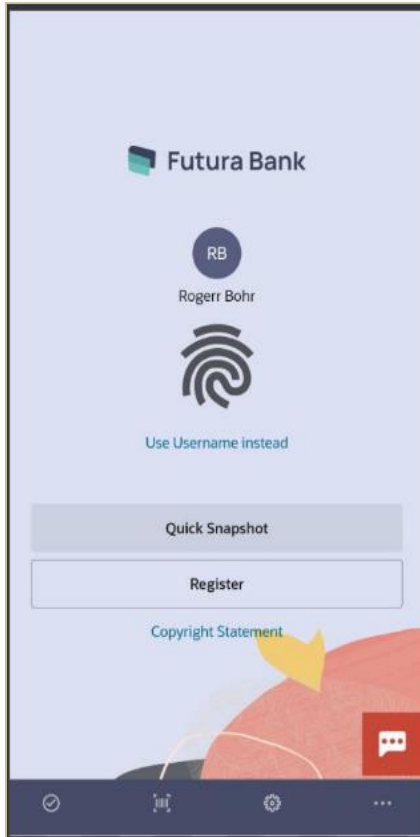 Futura Bank
RB
Rogerr Bohr
Use Username instead
Quick Snapshot
Register
Copyright Statement